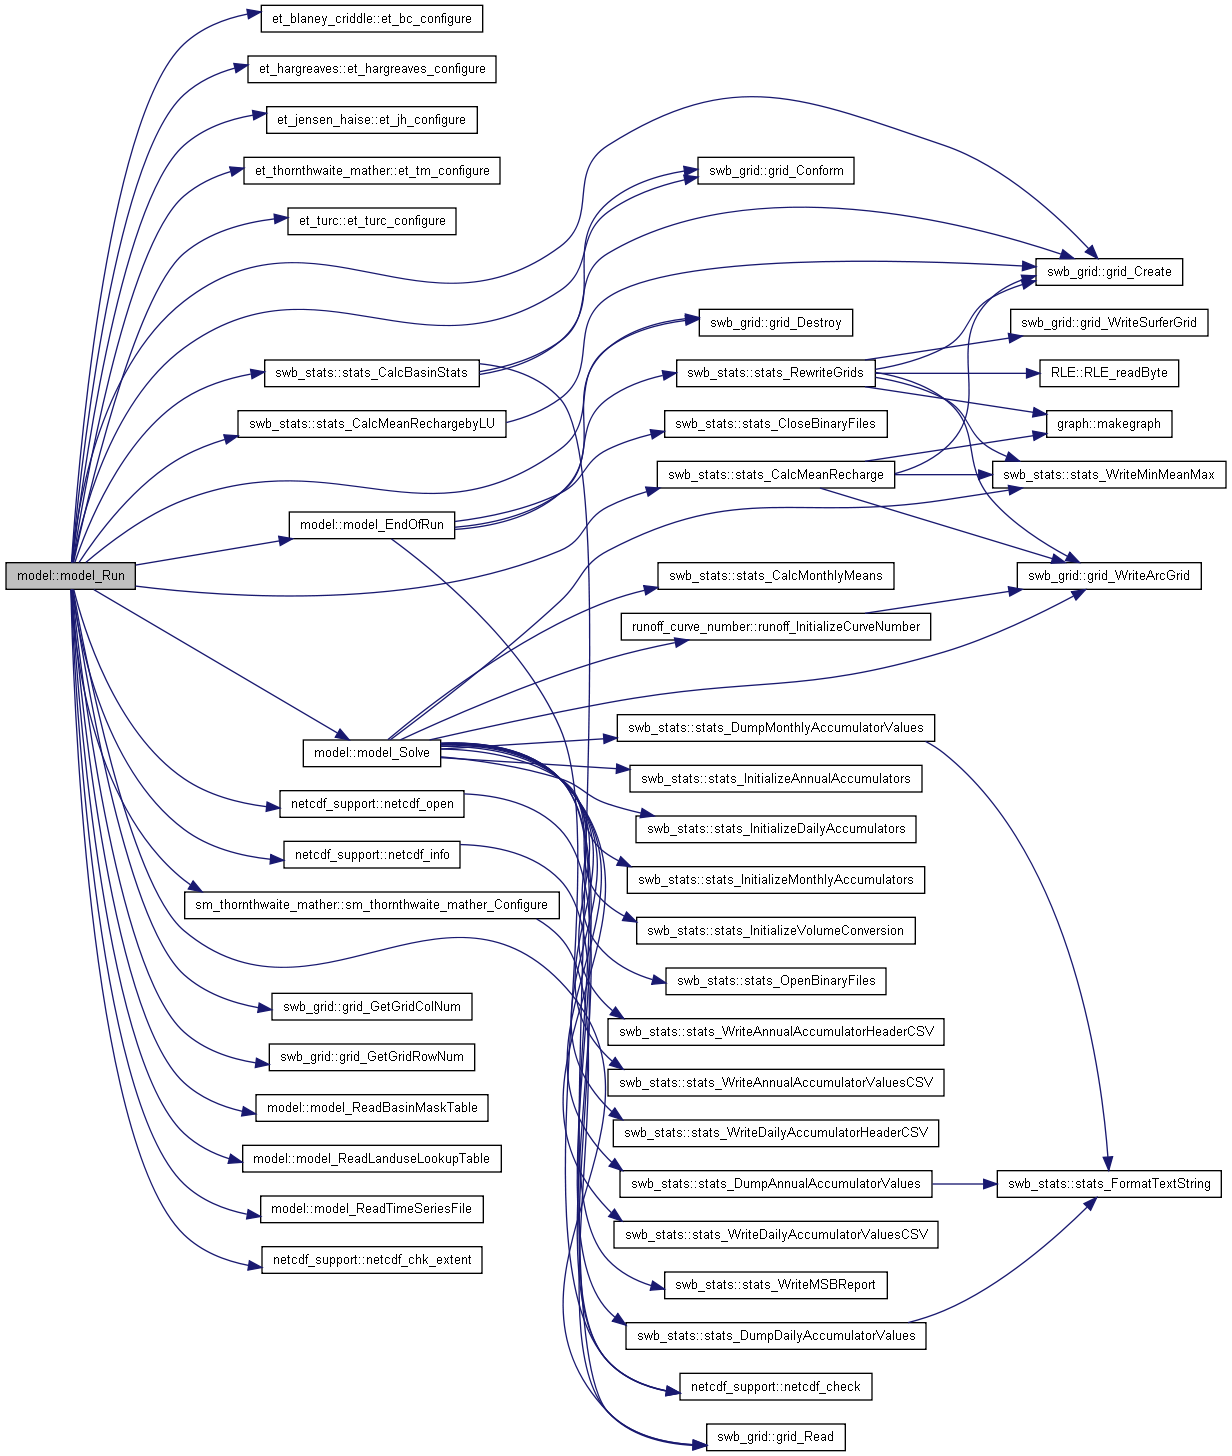 et_blaney_criddle::et_bc_configure
et_hargreaves::et_hargreaves_configure
et_jensen_haise::et_jh_configure
et_thornthwaite_mather::et_tm_configure
et_turc::et_turc_configure
swb_stats::stats_CalcBasinStats
swb_stats::stats_CalcMeanRechargebyLU
model::model_EndOfRun
model::model_Run
model::model_Solve
netcdf_support::netcdf_open
netcdf_support::netcdf_info
sm_thornthwaite_mather::sm_thornthwaite_mather_Configure
swb_grid::grid_GetGridColNum
swb_grid::grid_GetGridRowNum
model::model_ReadBasinMaskTable
model::model_ReadLanduseLookupTable
model::model_ReadTimeSeriesFile
netcdf_support::netcdf_chk_extent
swb_grid::grid_Conform
swb_grid::grid_Destroy
swb_stats::stats_RewriteGrids
swb_stats::stats_CloseBinaryFiles
swb_stats::stats_CalcMeanRecharge
swb_stats::stats_CalcMonthlyMeans
runoff_curve_number::runoff_InitializeCurveNumber
swb_stats::stats_DumpMonthlyAccumulatorValues
swb_stats::stats_InitializeAnnualAccumulators
swb_stats::stats_InitializeDailyAccumulators
swb_stats::stats_InitializeMonthlyAccumulators
swb_stats::stats_InitializeVolumeConversion
swb_stats::stats_OpenBinaryFiles
swb_stats::stats_WriteAnnualAccumulatorHeaderCSV
swb_stats::stats_WriteAnnualAccumulatorValuesCSV
swb_stats::stats_WriteDailyAccumulatorHeaderCSV
swb_stats::stats_DumpAnnualAccumulatorValues
swb_stats::stats_WriteDailyAccumulatorValuesCSV
swb_stats::stats_WriteMSBReport
swb_stats::stats_DumpDailyAccumulatorValues
netcdf_support::netcdf_check
swb_grid::grid_Read
swb_grid::grid_Create
swb_grid::grid_WriteSurferGrid
RLE::RLE_readByte
graph::makegraph
swb_stats::stats_WriteMinMeanMax
swb_grid::grid_WriteArcGrid
swb_stats::stats_FormatTextString